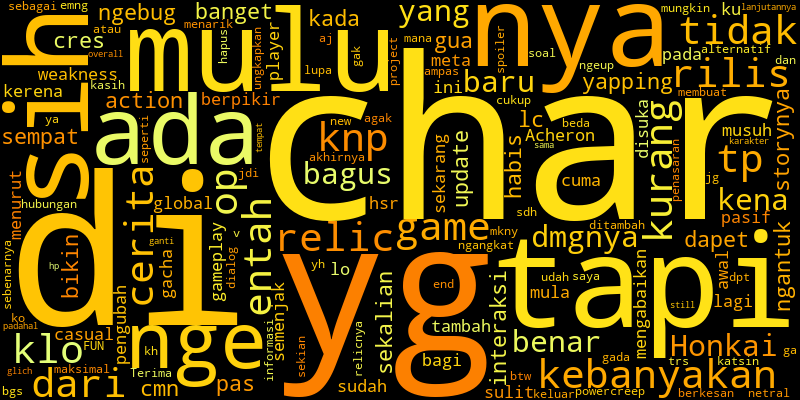 sebagai emng ngebug banget yang mungkin ku lanjutannya
menarik kada tidak
atau cres player gua pada alternatif
overall mulu aj mana nya soal dan
hapus ungkapkan gak meta spoiler ngeup
weakness project baru yapping rilis
kerena kasih lupa ampas ini membuat
sih action berpikir cukup
ya ada char lc storynya
sempat seperti knp new agak Acheron beda disuka kurang musuh
tempat akhirnya update sama tp karakter
jdi bagus sekarang habis penasaran jg
menurut di cerita op hsr cuma kena
hubungan global entah sdh pasif
v relic game mkny ditambah
sebenarnya bikin ganti gameplay dmgnya dapet ngantuk
gacha dialog yg ngangkat mengabaikan awal
hp yh lo tapi
ko nge semenjak end interaksi udah saya dpt
padahal pengubah sekalian mula lagi
casual FUN informasi tambah still
klo kh relicnya benar Honkai ga
glich maksimal Terima sekian bagi gada trs katsin
dari cmn pas btw kebanyakan
bgs sudah sulit keluar powercreep berkesan netral